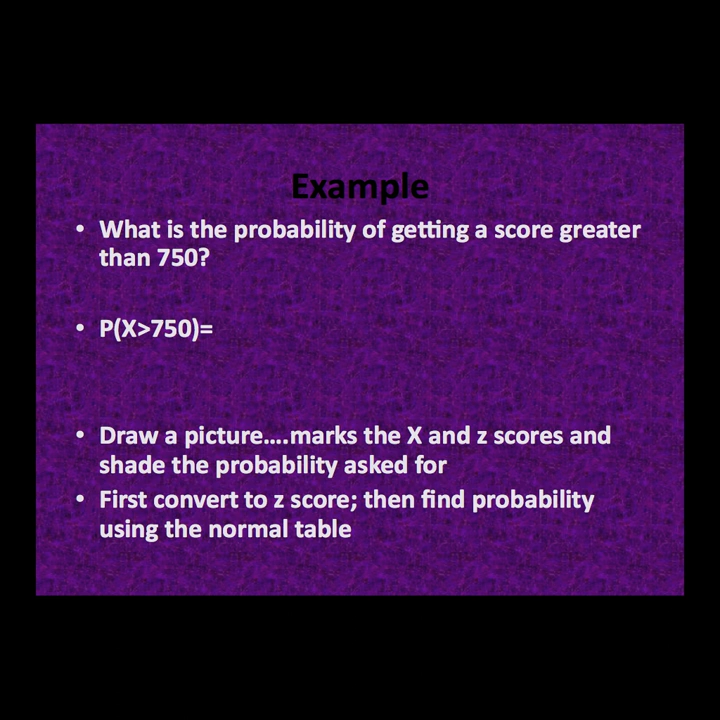 Example
• What is the probability of getting a score greater
than 750?
• P(X>750)=
• Draw a picture....marks the X and z scores and
shade the probability asked for
• First convert to z score; then find probability
using the normal table